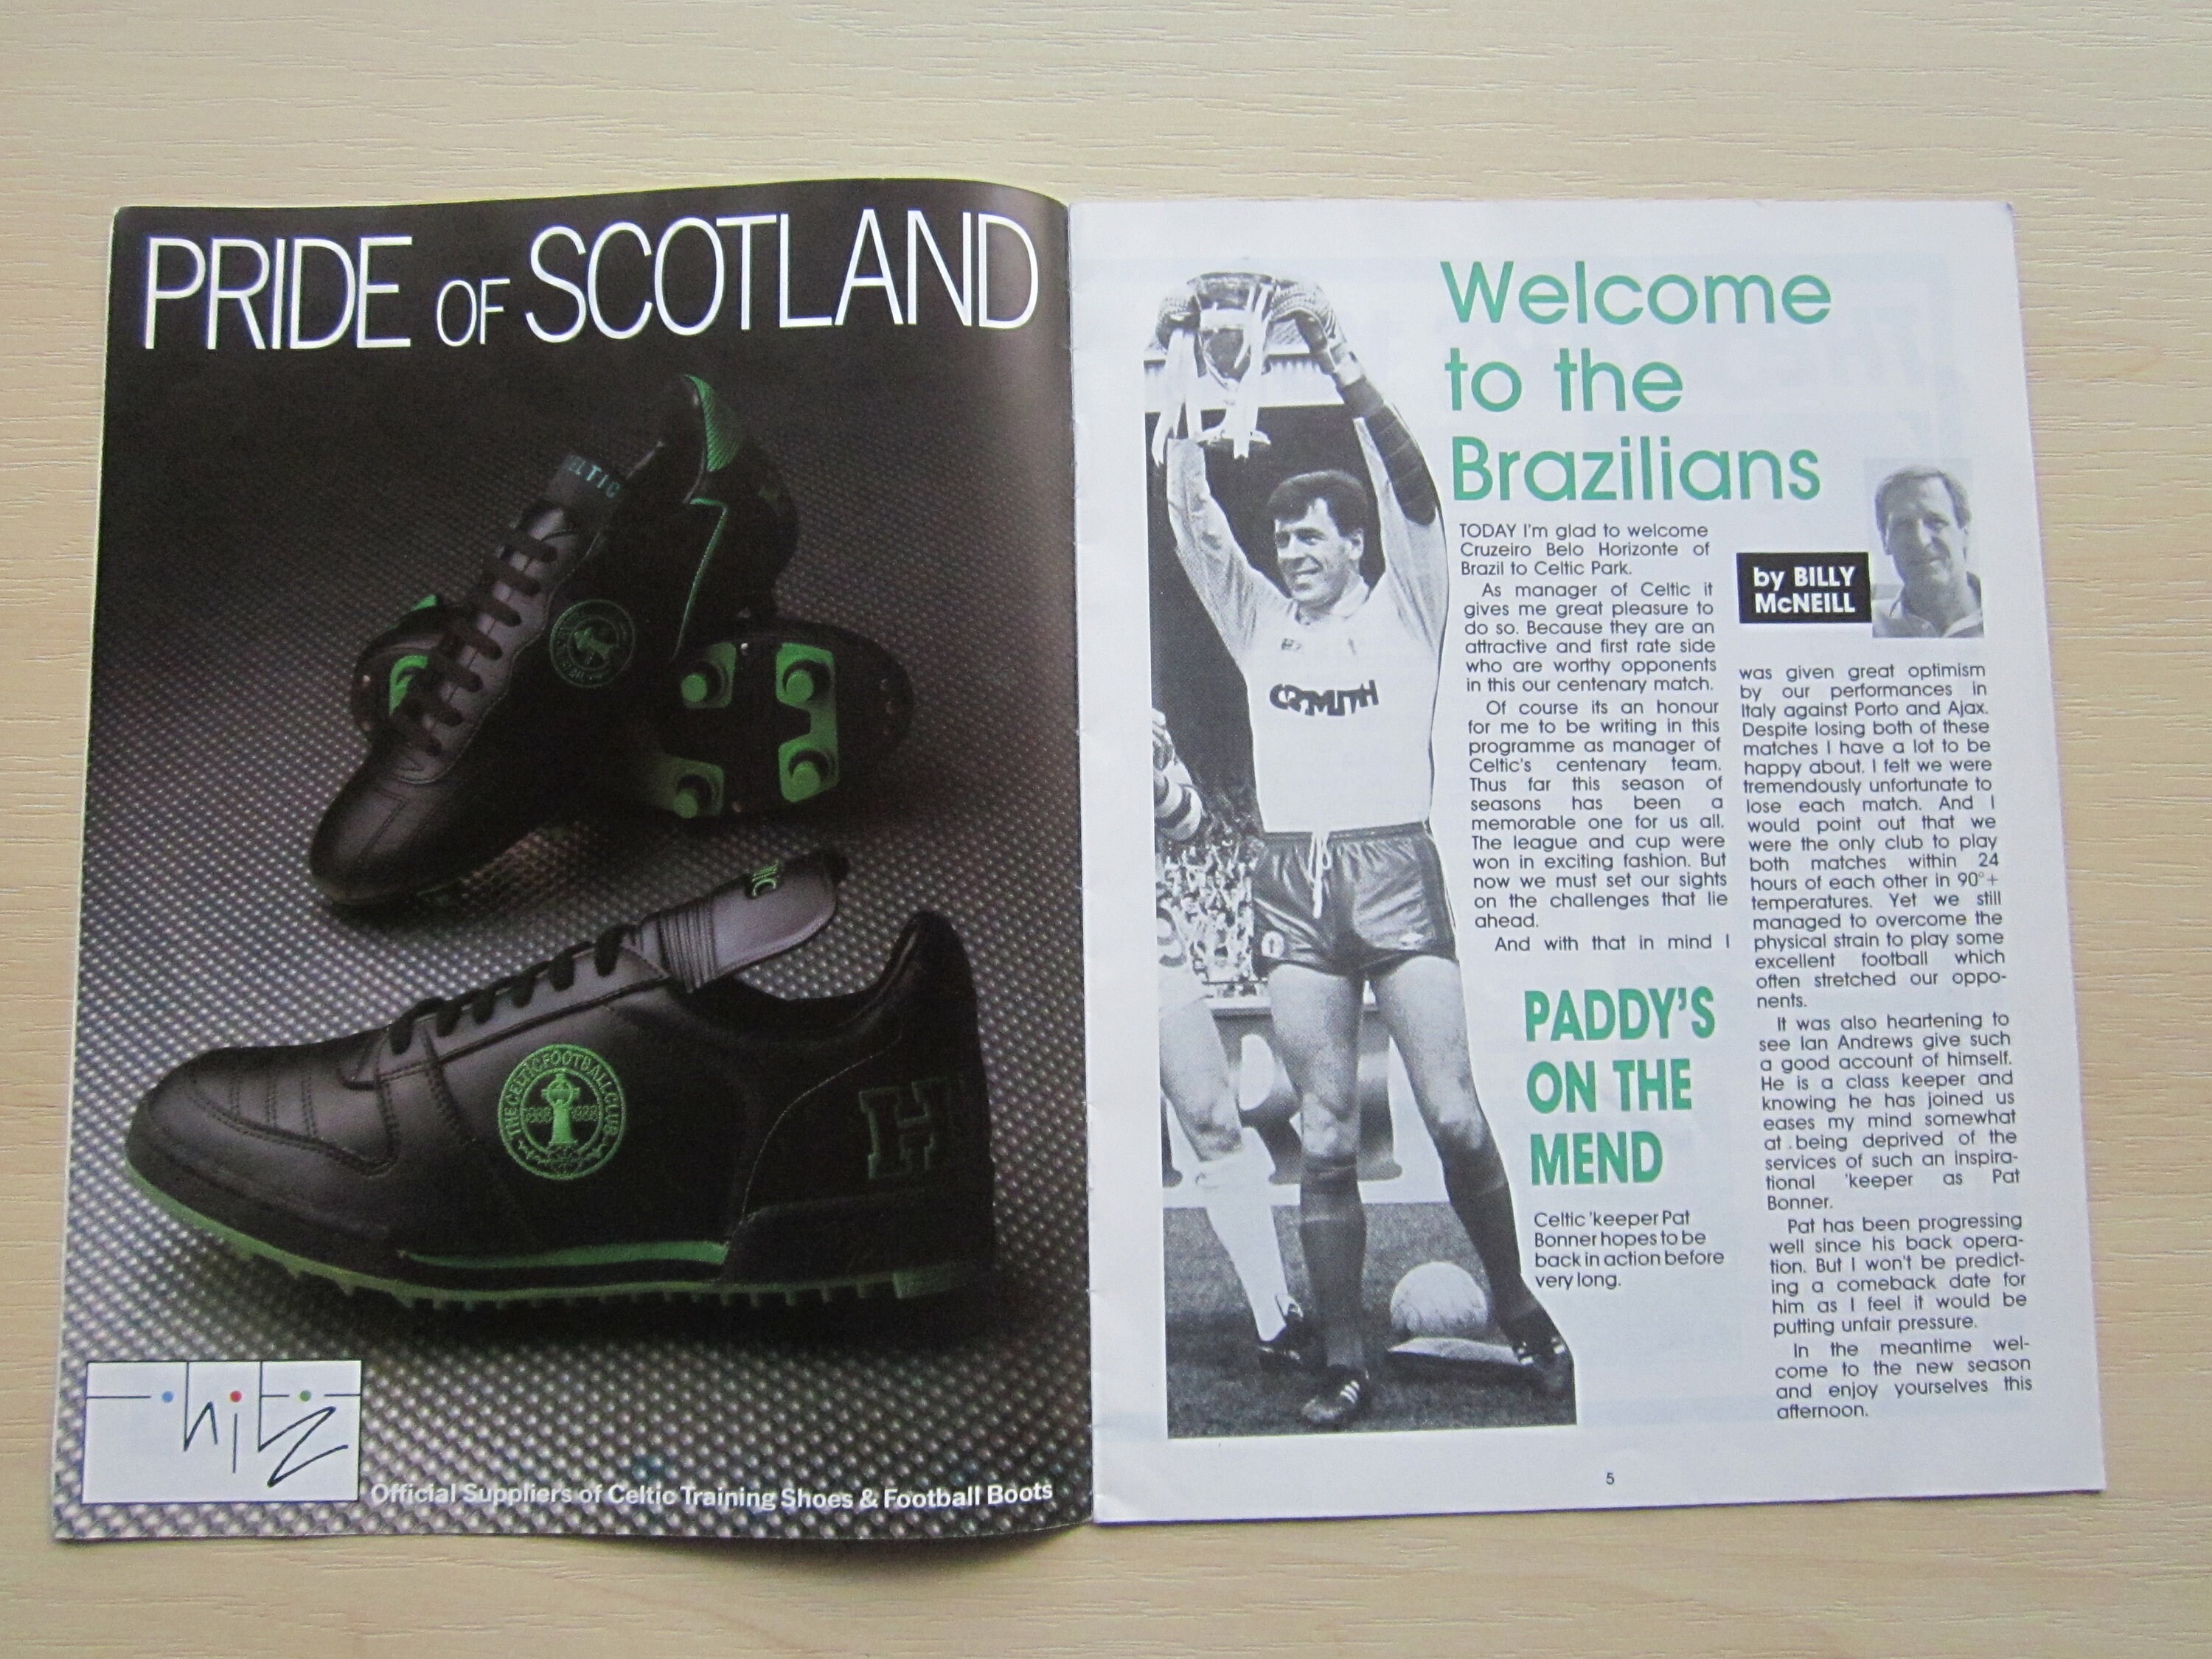 PRIDE OF SCOTLAND
ELTIC
TIC
THE CELTIC FOOTBALL CLUB
1888 1988
H
hitz
Official Suppliers of Celtic Training Shoes & Football Boots
Welcome
to the
Brazilians
by BILLY
McNEILL
CR SMITH
TODAY I'm glad to welcome
Cruzeiro Belo Horizonte of
Brazil to Celtic Park.
As manager of Celtic it
gives me great pleasure to
do so. Because they are an
attractive and first rate side
who are worthy opponents
in this our centenary match.
Of course its an honour
for me to be writing in this
programme as manager of
Celtic's centenary team.
Thus far this season of
seasons has been a
memorable one for us all.
The league and cup were
won in exciting fashion. But
now we must set our sights
on the challenges that lie
ahead.
And with that in mind I
PADDY'S
ON THE
MEND
Celtic 'keeper Pat
Bonner hopes to be
back in action before
very long.
was given great optimism
by our performances in
Italy against Porto and Ajax.
Despite losing both of these
matches I have a lot to be
happy about. I felt we were
tremendously unfortunate to
lose each match. And I
would point out that we
were the only club to play
both matches within 24
hours of each other in 90°+
temperatures. Yet we still
managed to overcome the
physical strain to play some
excellent football which
often stretched our oppo-
nents.
It was also heartening to
see Ian Andrews give such
a good account of himself.
He is a class keeper and
knowing he has joined us
eases my mind somewhat
at being deprived of the
services of such an inspira-
tional 'keeper as Pat
Bonner.
Pat has been progressing
well since his back opera-
tion. But I won't be predict-
ing a comeback date for
him as I feel it would be
putting unfair pressure.
In the meantime wel-
come to the new season
and enjoy yourselves this
afternoon.
5